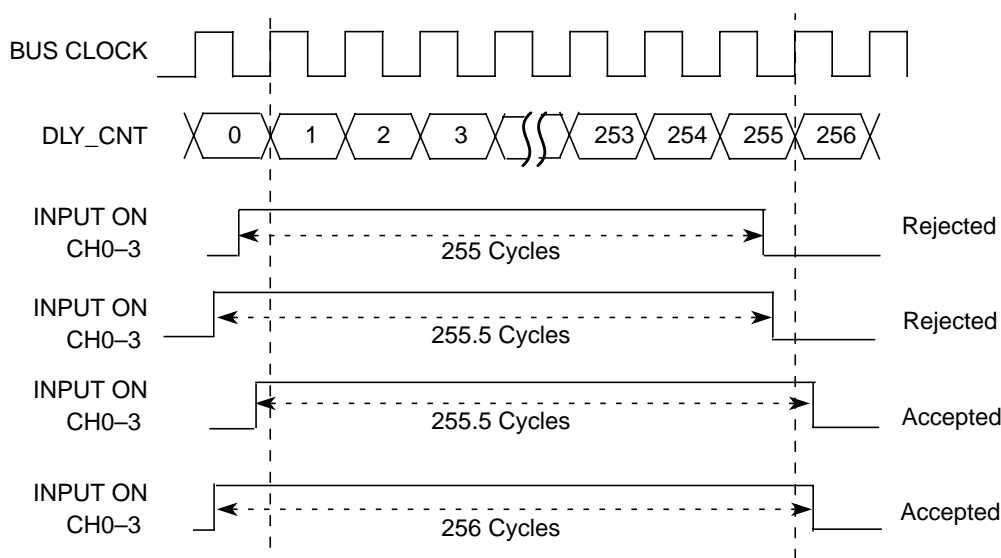 BUS CLOCK
DLY_CNT
0 1 2 3 253 254 255 256
INPUT ON
CH0–3
255 Cycles
Rejected
INPUT ON
CH0–3
255.5 Cycles
Rejected
INPUT ON
CH0–3
255.5 Cycles
Accepted
INPUT ON
CH0–3
256 Cycles
Accepted